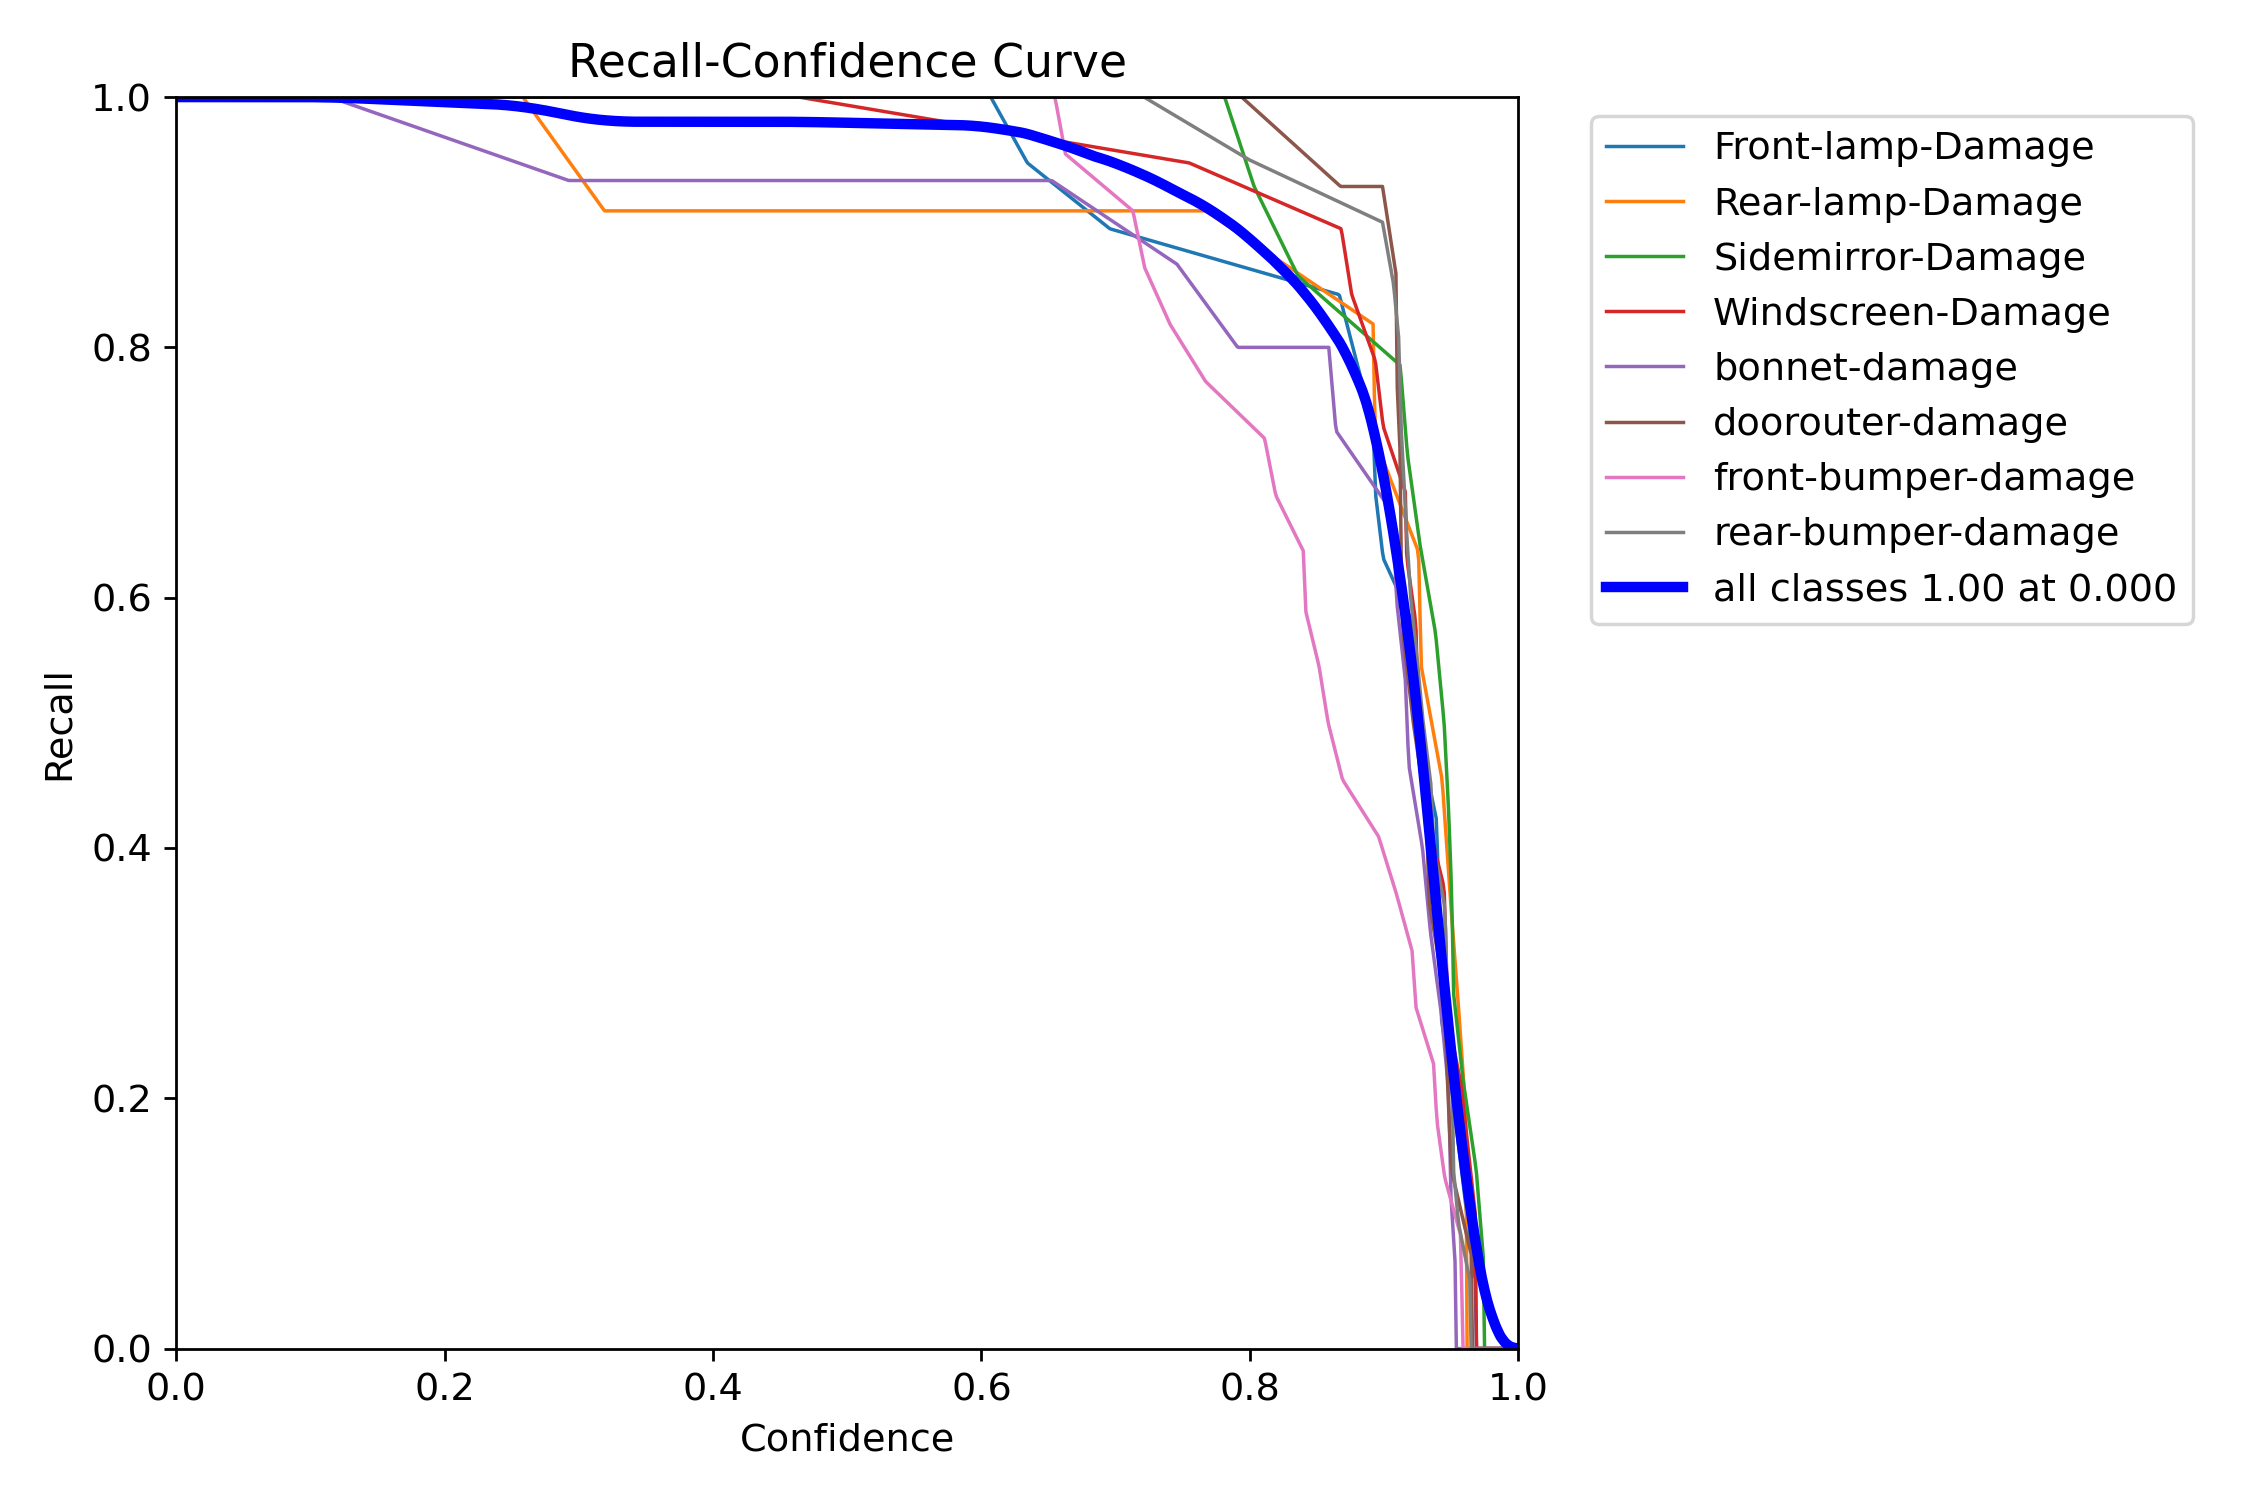 Recall-Confidence Curve
1.0
0.8
0.6
0.4
0.2
0.0
Recall
0.0 0.2 0.4 0.6 0.8 1.0
Confidence
Front-lamp-Damage
Rear-lamp-Damage
Sidemirror-Damage
Windscreen-Damage
bonnet-damage
doorouter-damage
front-bumper-damage
rear-bumper-damage
all classes 1.00 at 0.000